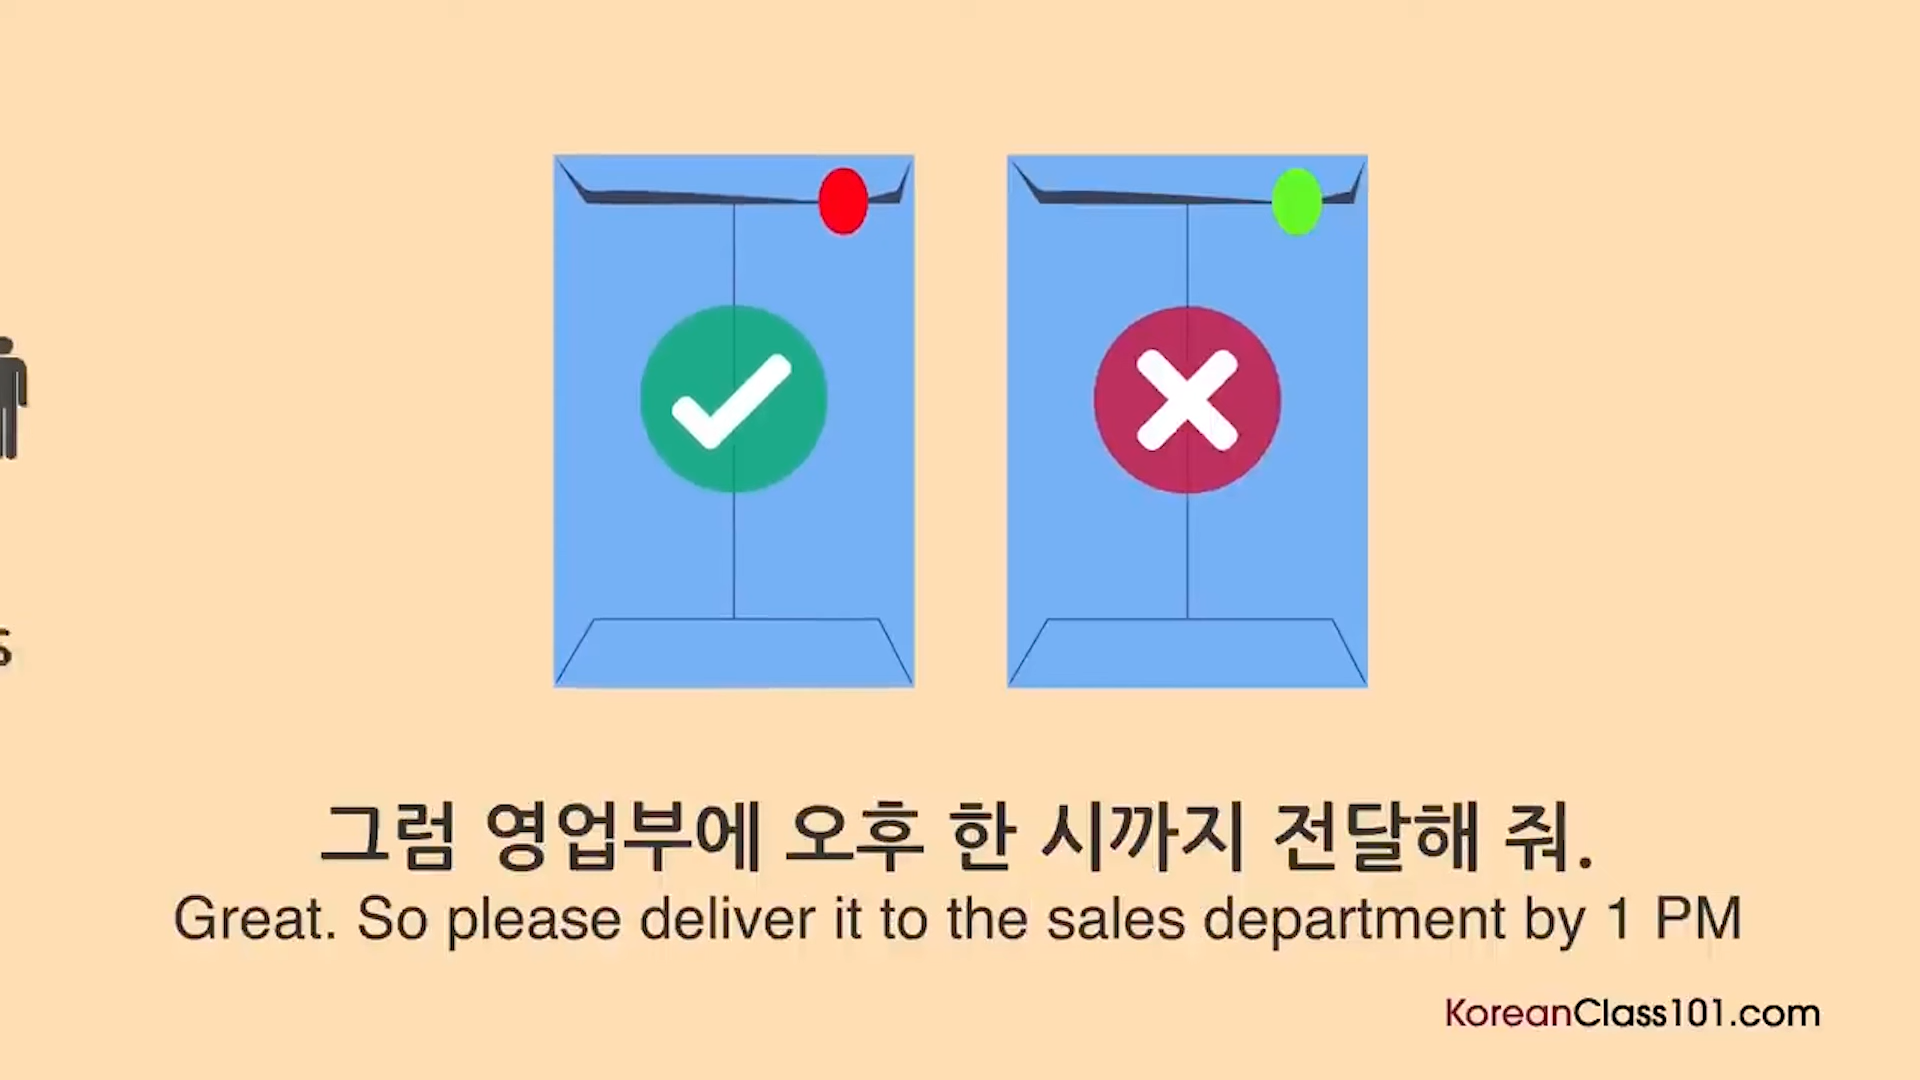 그럼 영업부에 오후 한 시까지 전달해 줘.
Great. So please deliver it to the sales department by 1 PM
KoreanClass101.com